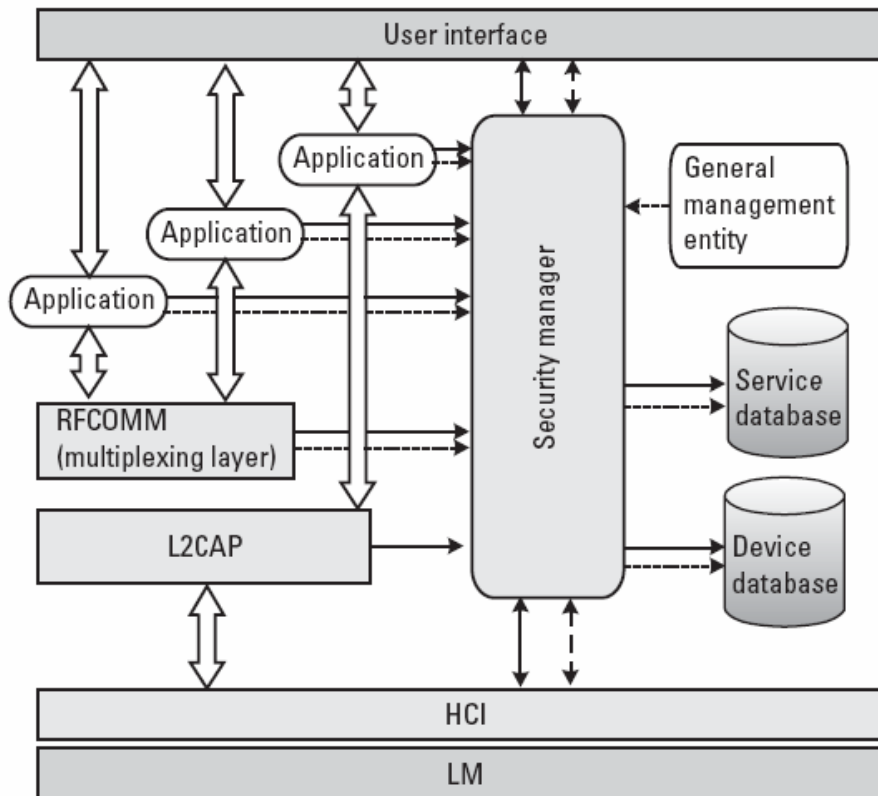 User interface
Application
General
management
entity
Application
Application
Security manager
Service
database
RFCOMM
(multiplexing layer)
L2CAP
Device
database
HCI
LM